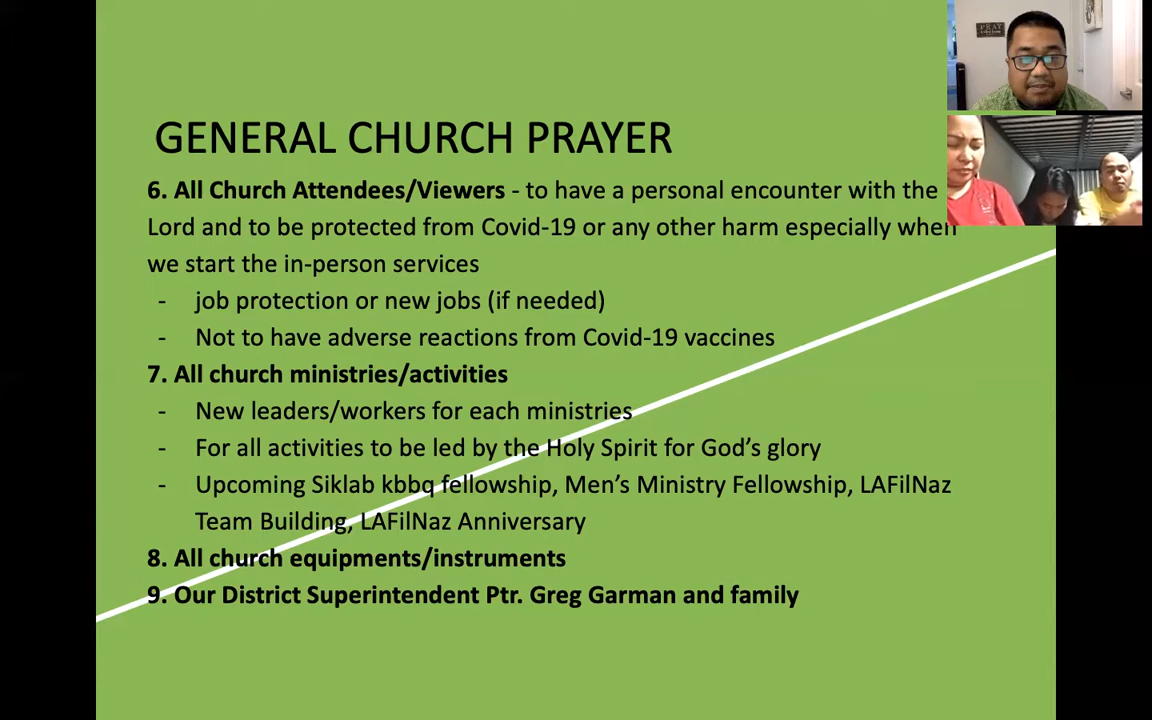 GENERAL CHURCH PRAYER
6. All Church Attendees/Viewers - to have a personal encounter with the
Lord and to be protected from Covid-19 or any other harm especially when
we start the in-person services
- job protection or new jobs (if needed)
- Not to have adverse reactions from Covid-19 vaccines
7. All church ministries/activities
- New leaders/workers for each ministries
- For all activities to be led by the Holy Spirit for God's glory
- Upcoming Siklab kbbq fellowship, Men's Ministry Fellowship, LAFilNaz
Team Building, LAFilNaz Anniversary
8. All church equipments/instruments
9. Our District Superintendent Ptr. Greg Garman and family
PRAY